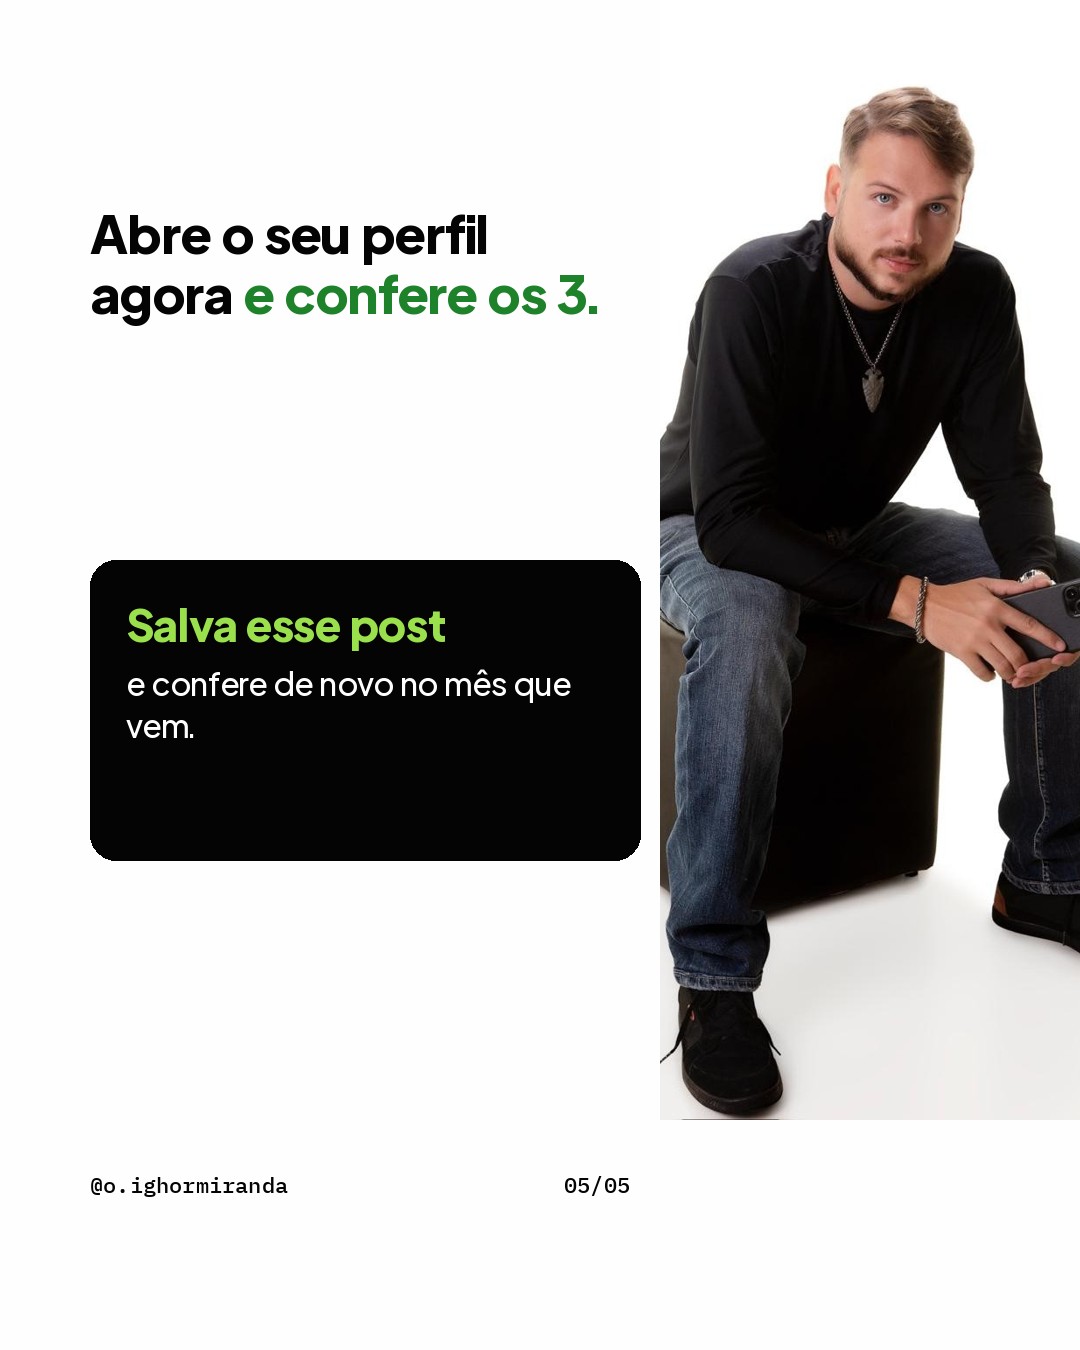 Abre o seu perfil
agora e confere os 3.
Salva esse post
e confere de novo no mês que
vem.
@o.ighormiranda
05/05